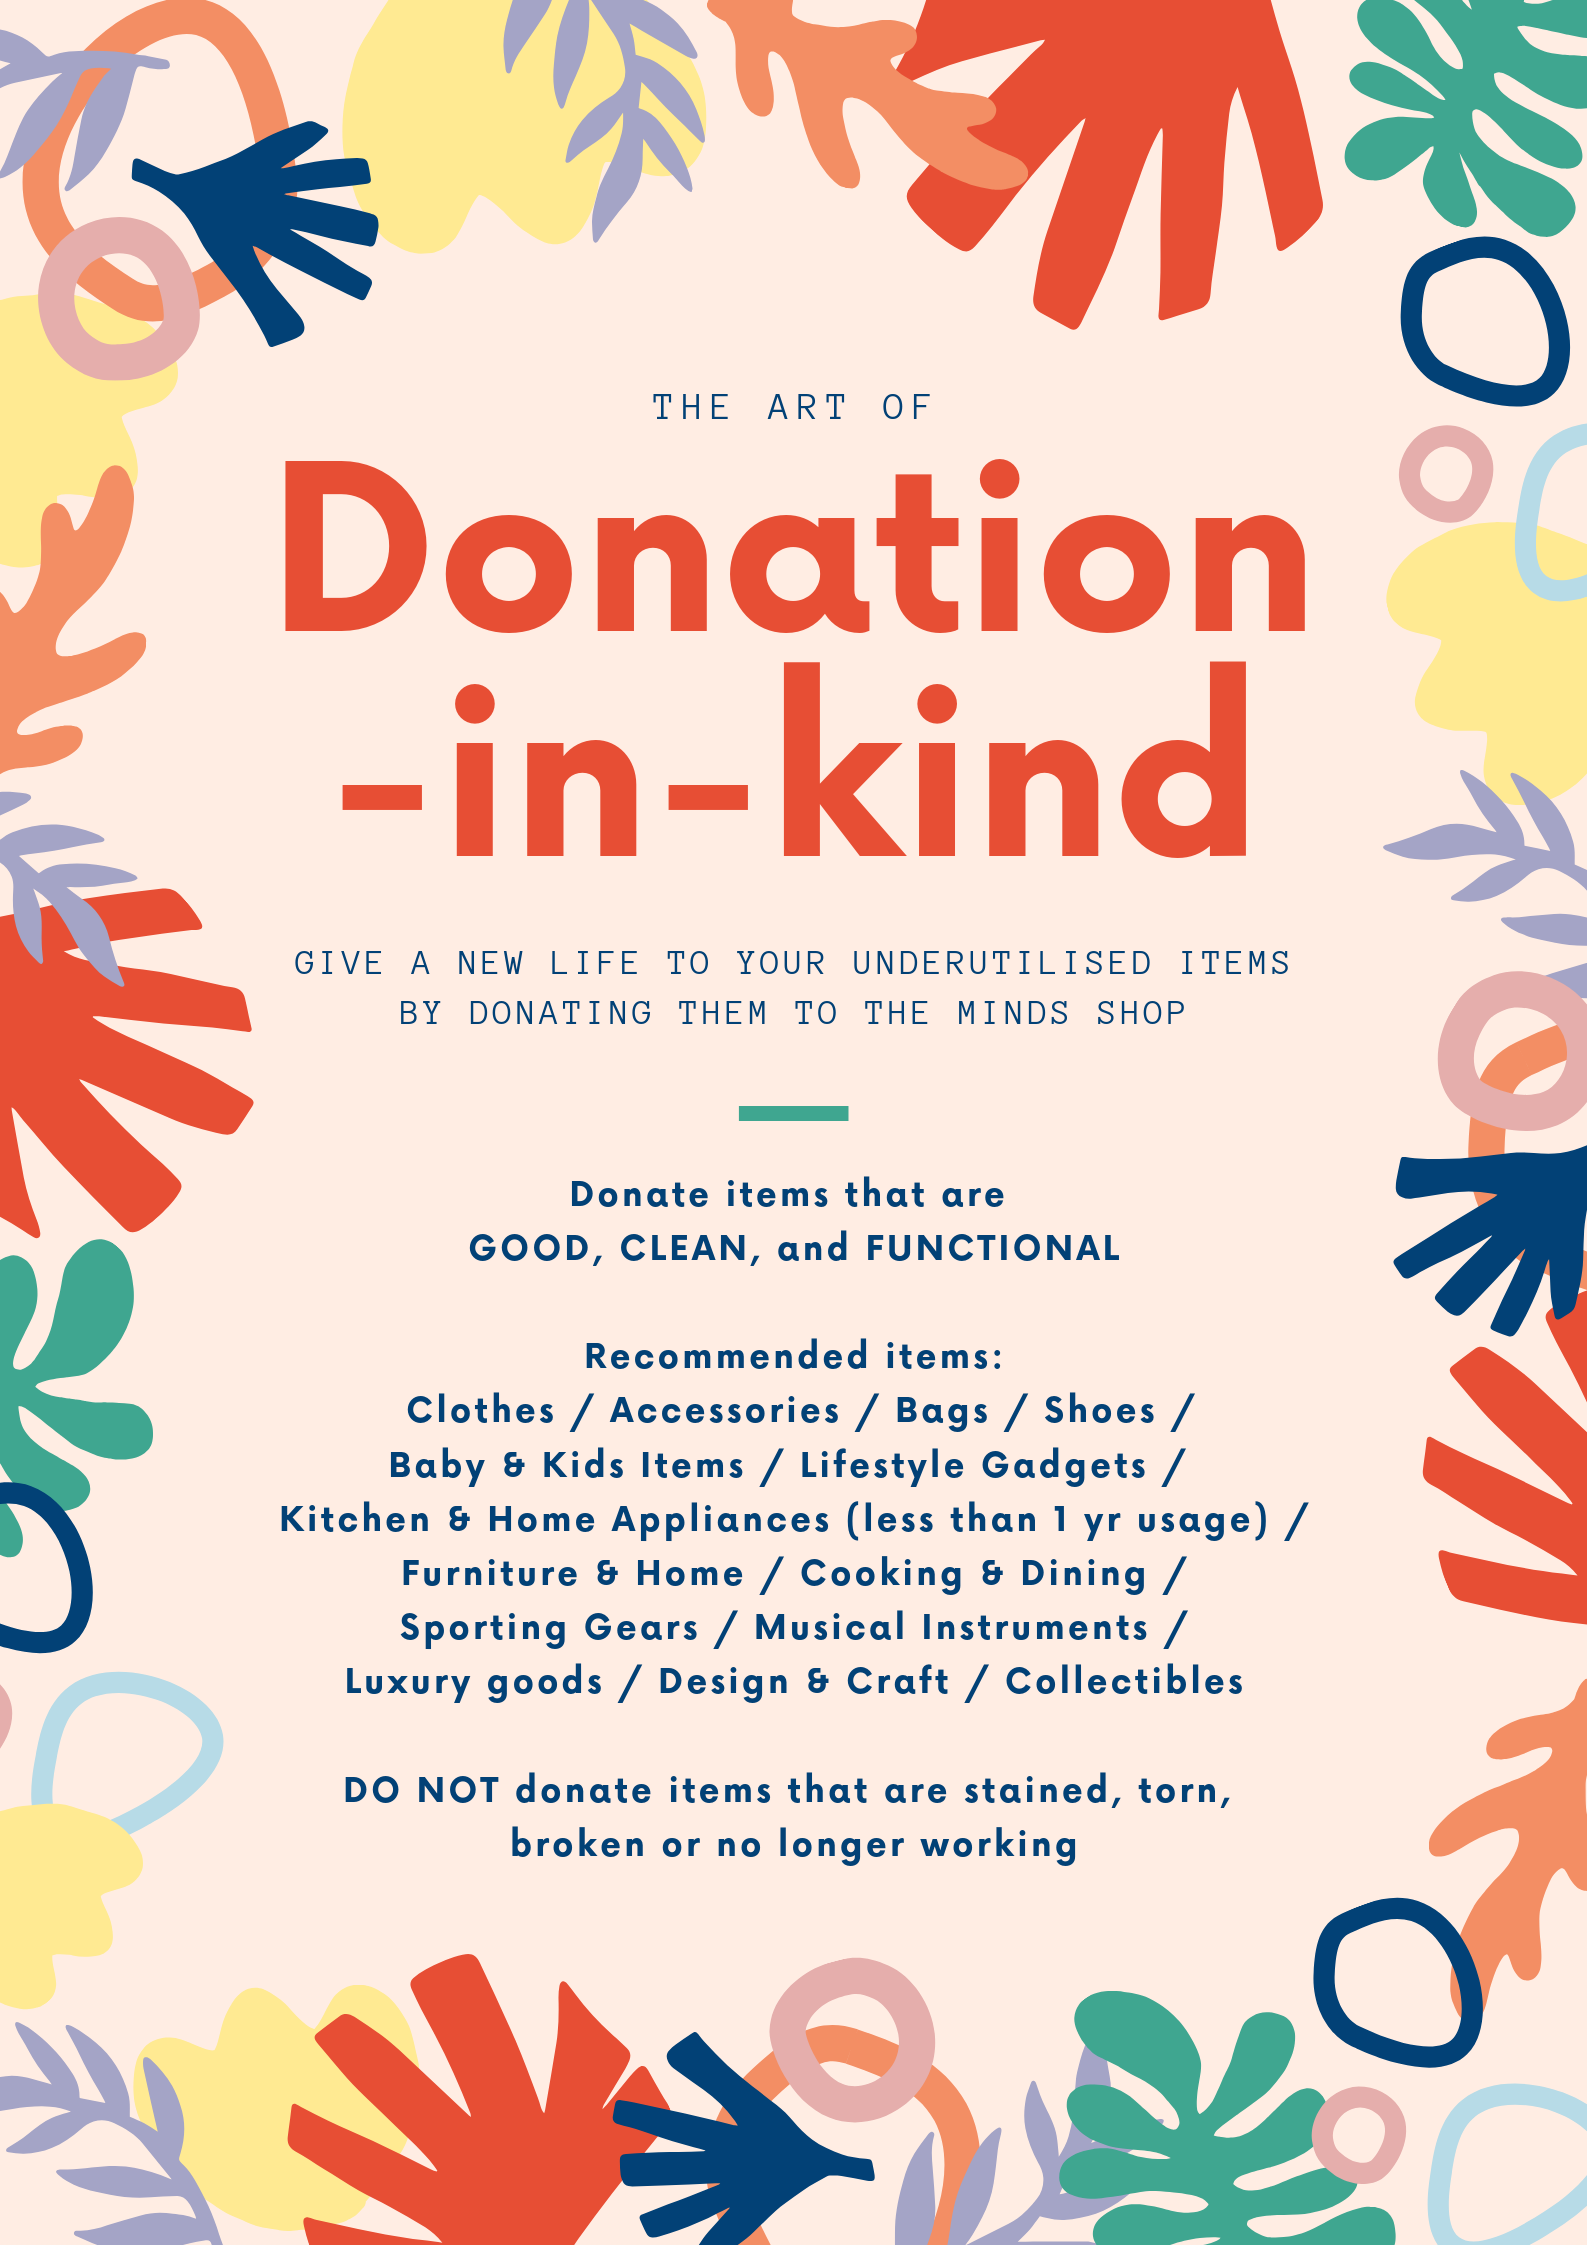 THE ART OF
Donation
-in-kind
GIVE A NEW LIFE TO YOUR UNDERUTILISED ITEMS
BY DONATING THEM TO THE MINDS SHOP
Donate items that are
GOOD, CLEAN, and FUNCTIONAL
Recommended items:
Clothes / Accessories / Bags / Shoes /
Baby & Kids Items / Lifestyle Gadgets /
Kitchen & Home Appliances (less than 1 yr usage) /
Furniture & Home / Cooking & Dining /
Sporting Gears / Musical Instruments /
Luxury goods / Design & Craft / Collectibles
DO NOT donate items that are stained, torn,
broken or no longer working